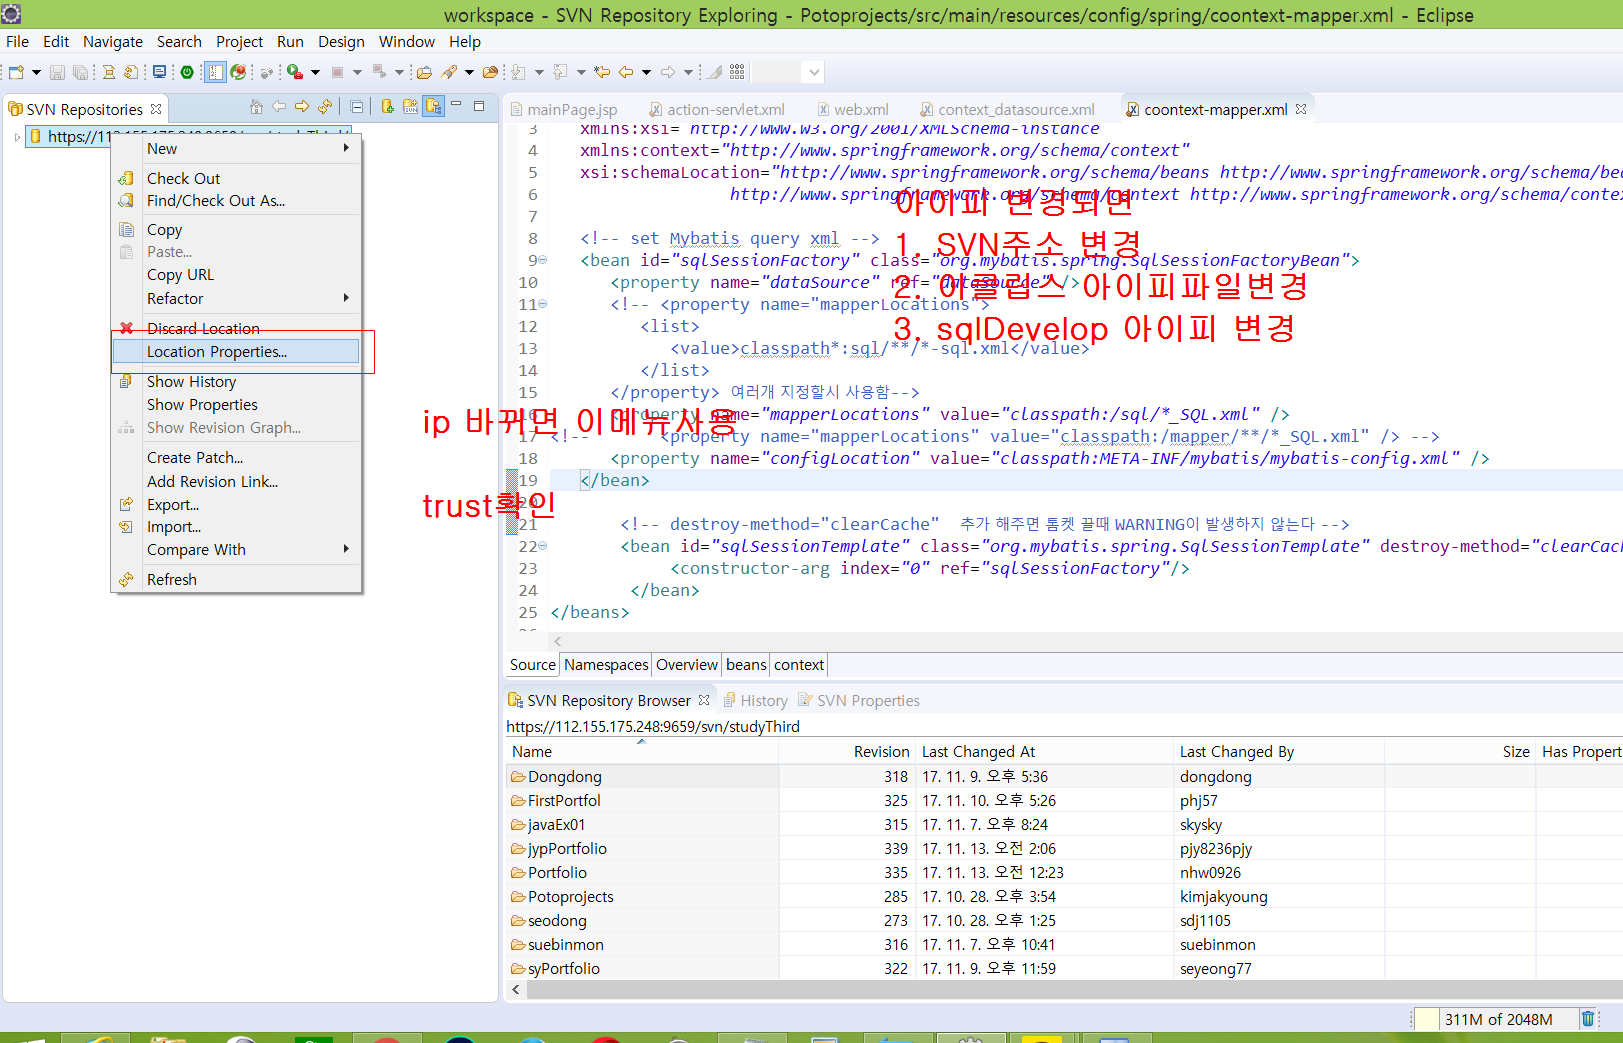 workspace - SVN Repository Exploring - Potoprojects/src/main/resources/config/spring/coontext-mapper.xml - Eclipse
File Edit Navigate Search Project Run Design Window Help
SVN Repositories
mainPage.jsp action-servlet.xml web.xml context_datasource.xml coontext-mapper.xml
New
Check Out
Find/Check Out As...
Copy
Paste...
Copy URL
Refactor
Discard Location
Location Properties...
Show History
Show Properties
Show Revision Graph...
Create Patch...
Add Revision Link...
Export...
Import...
Compare With
Refresh
ip 바뀌면 이메뉴사용
trust확인
아이피 변경되면
1. SVN주소 변경
2. 이클립스 아이피파일변경
3. sqlDevelop 아이피 변경
3 xmlns:xsi="http://www.w3.org/2001/XMLSchema-instance
4 xmlns:context="http://www.springframework.org/schema/context"
5 xsi:schemaLocation="http://www.springframework.org/schema/beans http://www.springframework.org/schema/bea
6 http://www.springframework.org/schema/context http://www.springframework.org/schema/contex
7
8 <!-- set Mybatis query xml -->
9 <bean id="sqlSessionFactory" class="org.mybatis.spring.SqlSessionFactoryBean">
10 <property name="dataSource" ref="dataSource" />
11 <!-- <property name="mapperLocations">
12 <list>
13 <value>classpath*:sql/**/*-sql.xml</value>
14 </list>
15 </property> 여러개 지정할시 사용함-->
16 <property name="mapperLocations" value="classpath:/sql/*_SQL.xml" />
17 <!-- <property name="mapperLocations" value="classpath:/mapper/**/*_SQL.xml" /> -->
18 <property name="configLocation" value="classpath:META-INF/mybatis/mybatis-config.xml" />
19 </bean>
20
21 <!-- destroy-method="clearCache" 추가 해주면 톰켓 끌때 WARNING이 발생하지 않는다 -->
22 <bean id="sqlSessionTemplate" class="org.mybatis.spring.SqlSessionTemplate" destroy-method="clearCac
23 <constructor-arg index="0" ref="sqlSessionFactory"/>
24 </bean>
25 </beans>
Source Namespaces Overview beans context
SVN Repository Browser History SVN Properties
https://112.155.175.248:9659/svn/studyThird
Name Revision Last Changed At Last Changed By Size Has Propert
Dongdong 318 17. 11. 9. 오후 5:36 dongdong
FirstPortfol 325 17. 11. 10. 오후 5:26 phj57
javaEx01 315 17. 11. 7. 오후 8:24 skysky
jypPortfolio 339 17. 11. 13. 오전 2:06 pjy8236pjy
Portfolio 335 17. 11. 13. 오전 12:23 nhw0926
Potoprojects 285 17. 10. 28. 오후 3:54 kimjakyoung
seodong 273 17. 10. 28. 오후 1:25 sdj1105
suebinmon 316 17. 11. 7. 오후 10:41 suebinmon
syPortfolio 322 17. 11. 9. 오후 11:59 seyeong77
311M of 2048M